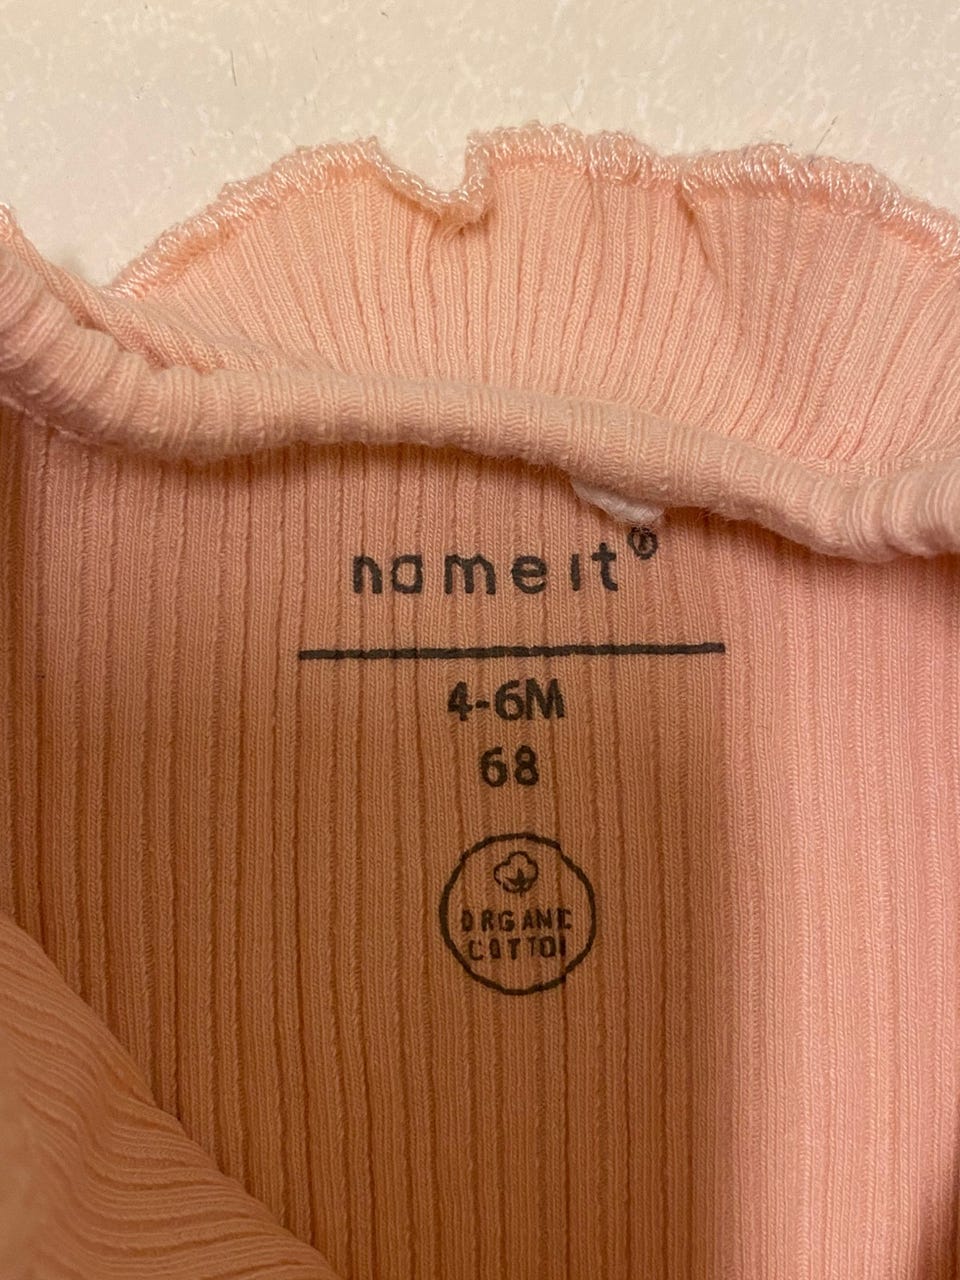 name it®
4-6M
68
ORGANIC
COTTON